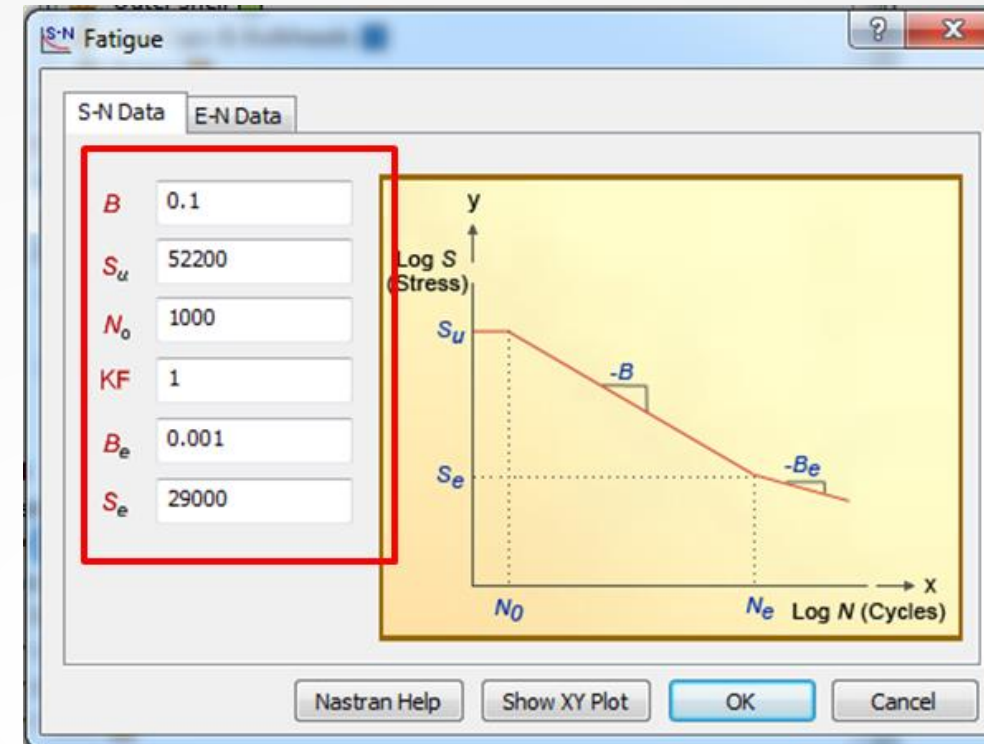 S-N Fatigue
S-N Data E-N Data
B 0.1
Su 52200
No 1000
KF 1
Be 0.001
Se 29000
y
Log S
(Stress)
Su
-B
Se
-Be
x
N0 Ne Log N (Cycles)
Nastran Help Show XY Plot OK Cancel